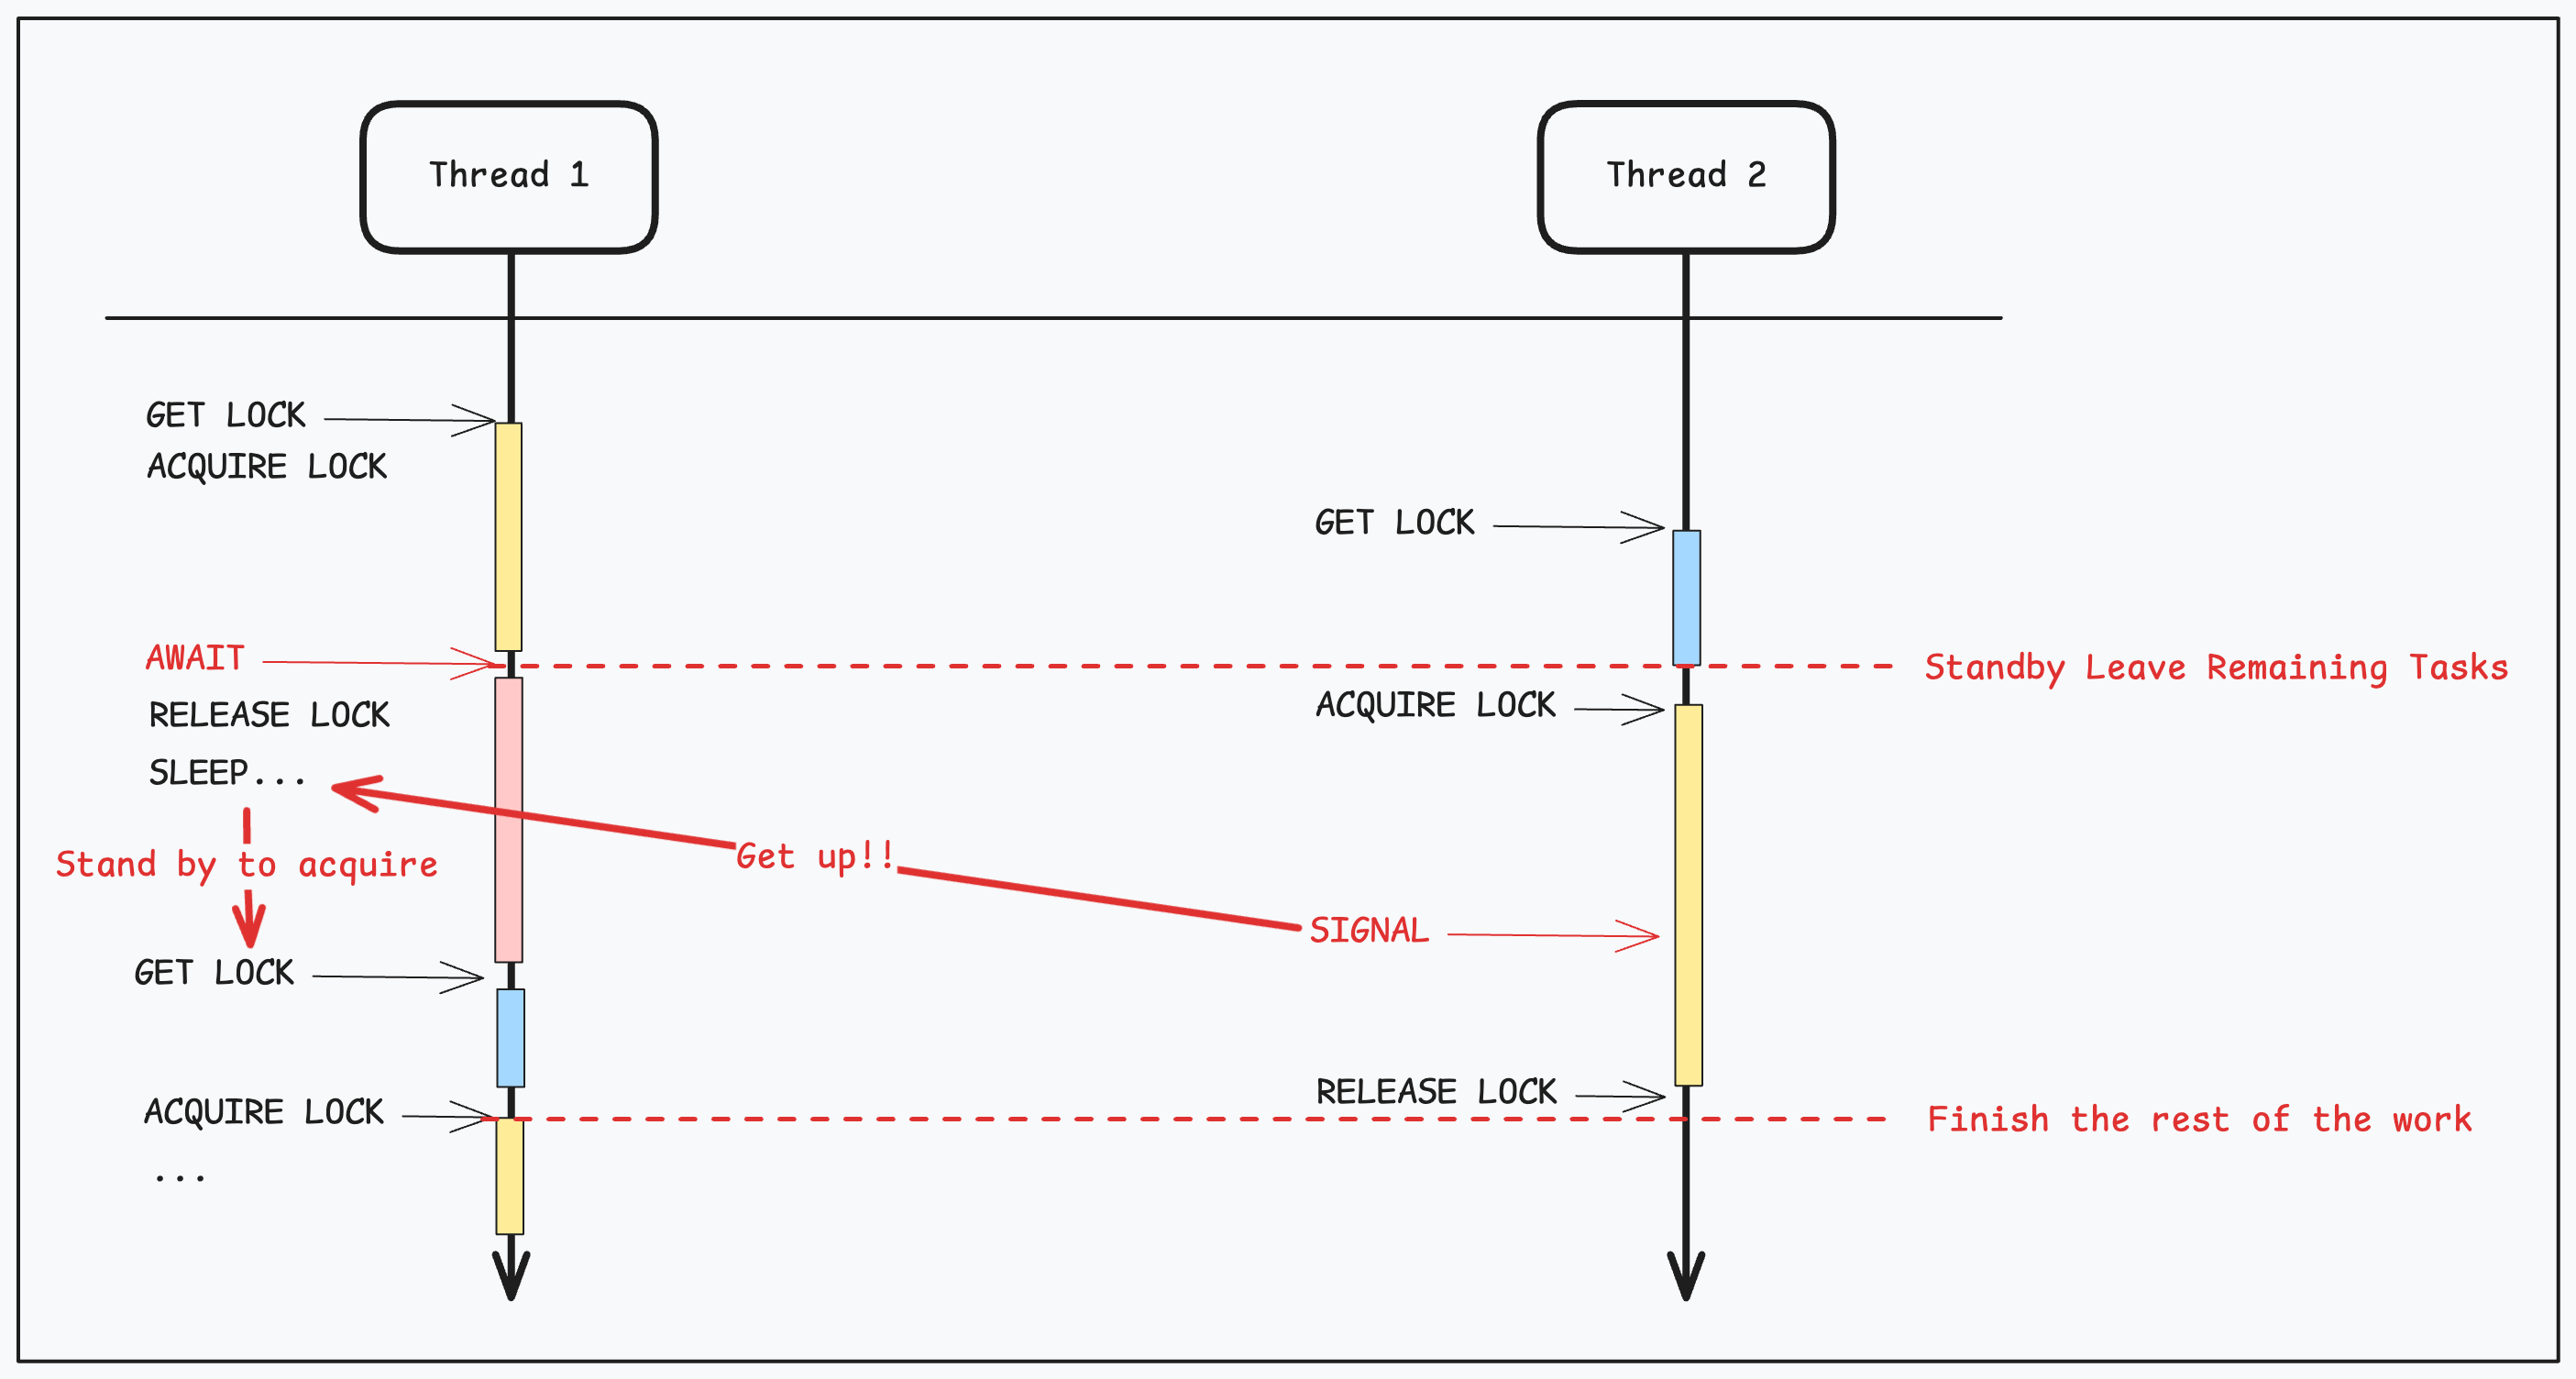 Thread 1
Thread 2
GET LOCK
ACQUIRE LOCK
GET LOCK
AWAIT
Standby Leave Remaining Tasks
RELEASE LOCK
ACQUIRE LOCK
SLEEP...
Get up!!
Stand by to acquire
SIGNAL
GET LOCK
RELEASE LOCK
ACQUIRE LOCK
Finish the rest of the work
...